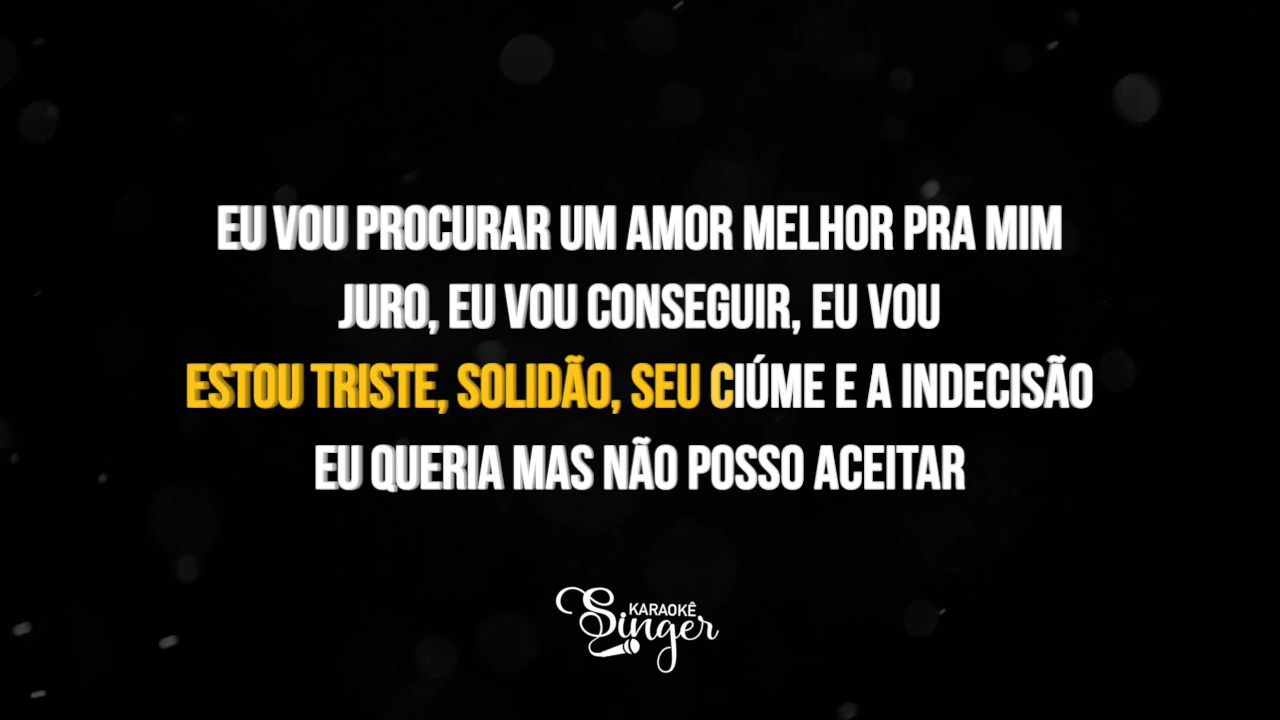 EU VOU PROCURAR UM AMOR MELHOR PRA MIM
JURO, EU VOU CONSEGUIR, EU VOU
ESTOU TRISTE, SOLIDÃO, SEU CIÚME E A INDECISÃO
EU QUERIA MAS NÃO POSSO ACEITAR
KARAOKÊ
Singer